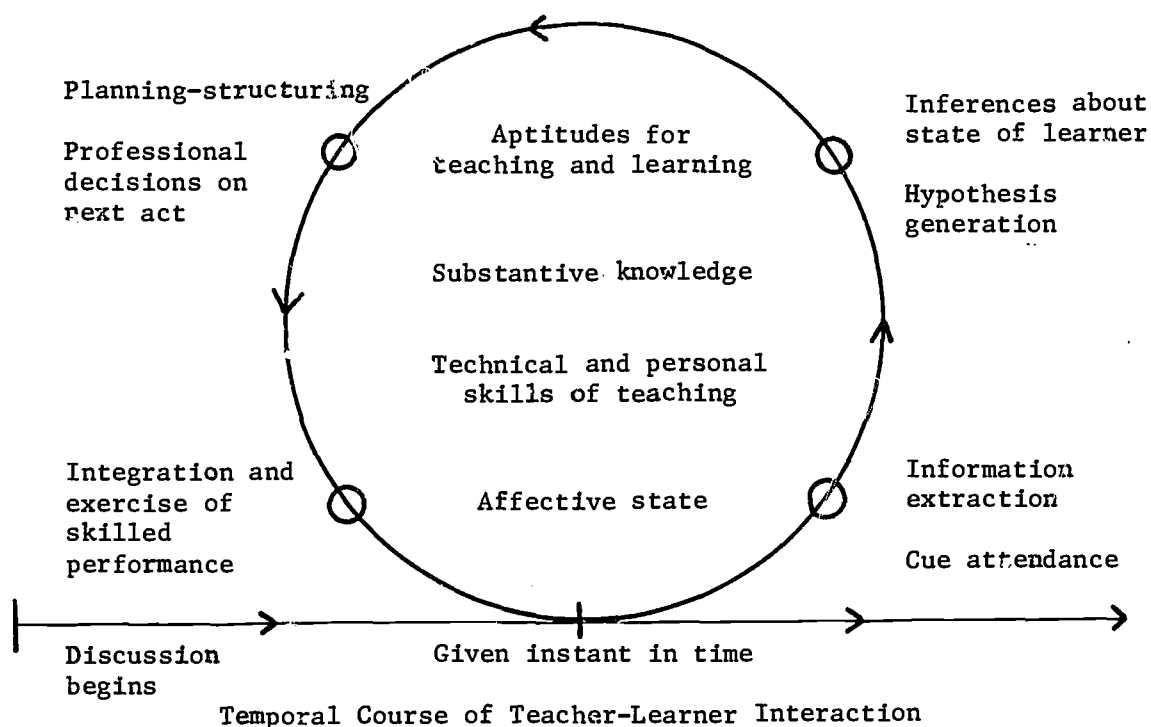 Planning-structuring
Professional
decisions on
next act
Aptitudes for
teaching and learning
Inferences about
state of learner
Hypothesis
generation
Substantive knowledge
Technical and personal
skills of teaching
Integration and
exercise of
skilled
performance
Affective state
Information
extraction
Cue attendance
Discussion
begins
Given instant in time
Temporal Course of Teacher-Learner Interaction